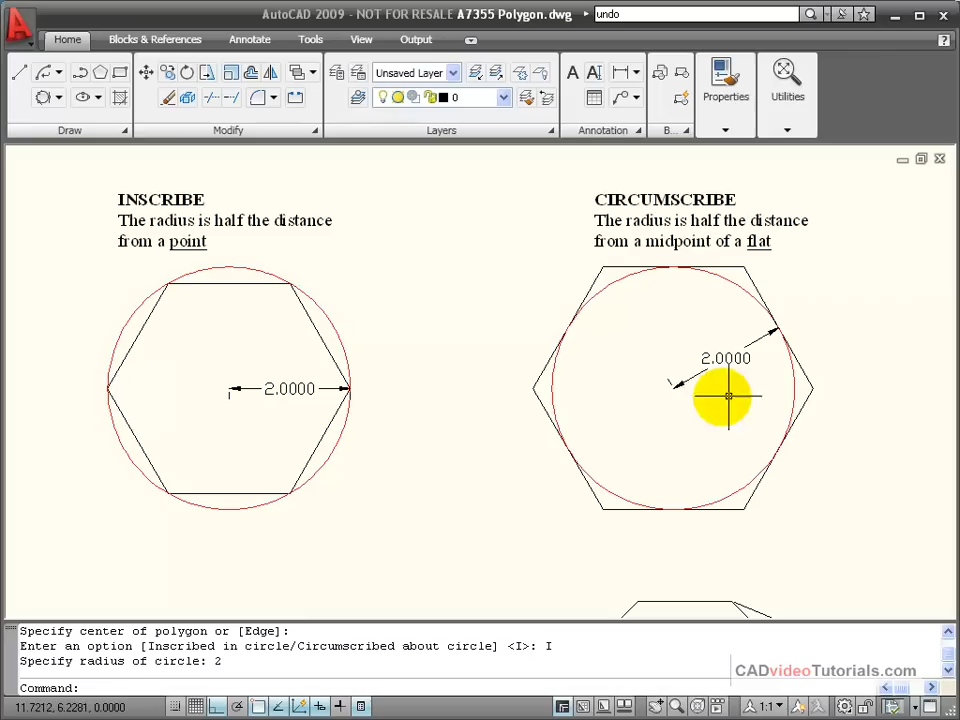 AutoCAD 2009 - NOT FOR RESALE A7355 Polygon.dwg
undo
Home Blocks & References Annotate Tools Output View
Unsaved Layer
0
Properties
Utilities
Draw
Modify
Layers
Annotation
B...
INSCRIBE
The radius is half the distance
from a point
CIRCUMSCRIBE
The radius is half the distance
from a midpoint of a flat
2.0000
2.0000
Specify center of polygon or [Edge]:
Enter an option [Inscribed in circle/Circumscribed about circle] <I>: I
Specify radius of circle: 2
Command:
CADvideoTutorials.com
11.7212, 6.2281, 0.0000
1:1